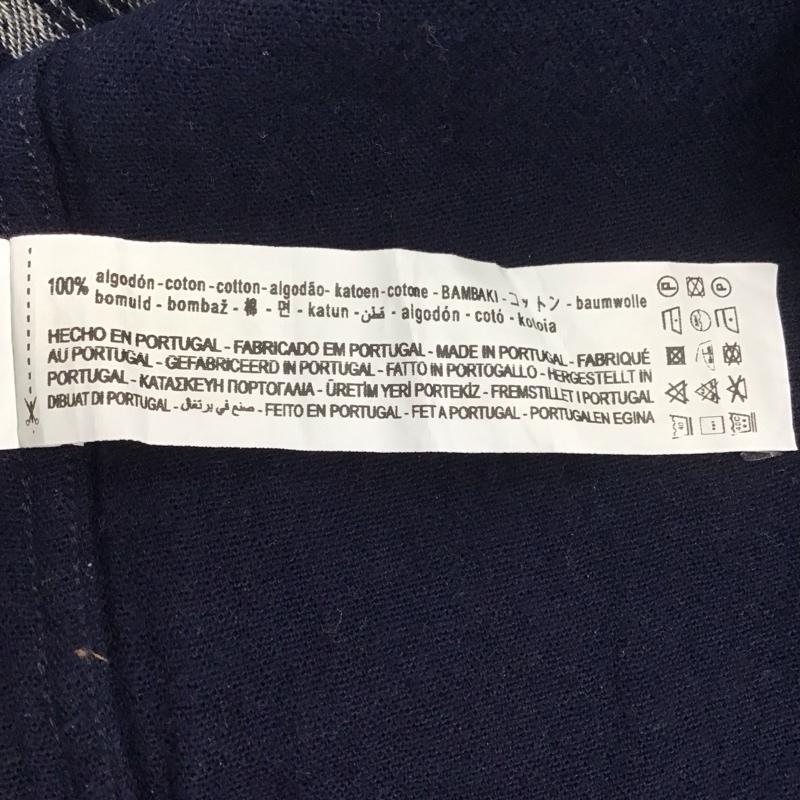 100% algodón-coton-cotton-algodão- katoen-cotone - BAMBAKI - コットン - baumwolle
bomuld - bombaž - 棉 - 면 - katun - قطن - algodón - cotó - kotoia
HECHO EN PORTUGAL - FABRICADO EM PORTUGAL - MADE IN PORTUGAL - FABRIQUÉ
AU PORTUGAL - GEFABRICEERD IN PORTUGAL - FATTO IN PORTOGALLO - HERGESTELLT IN
PORTUGAL - ΚΑΤΑΣΚΕΥΗ ΠΟΡΤΟΓΑΛΙΑ - ÜRETİM YERİ PORTEKİZ - FREMSTILLET I PORTUGAL
DIBUAT DI PORTUGAL - صنع في برتغال - FEITO EN PORTUGAL - FET A PORTUGAL - PORTUGALEN EGINA